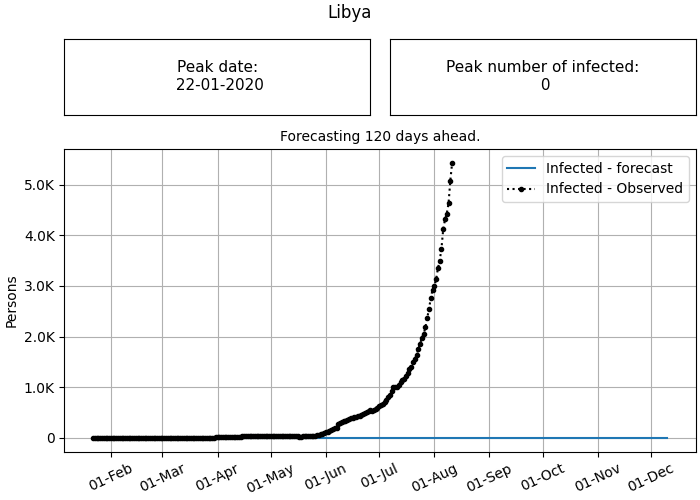 Libya
Peak date:
22-01-2020
Peak number of infected:
0
Forecasting 120 days ahead.
Infected - forecast
Infected - Observed
Persons
5.0K
4.0K
3.0K
2.0K
1.0K
0
01-Feb
01-Mar
01-Apr
01-May
01-Jun
01-Jul
01-Aug
01-Sep
01-Oct
01-Nov
01-Dec